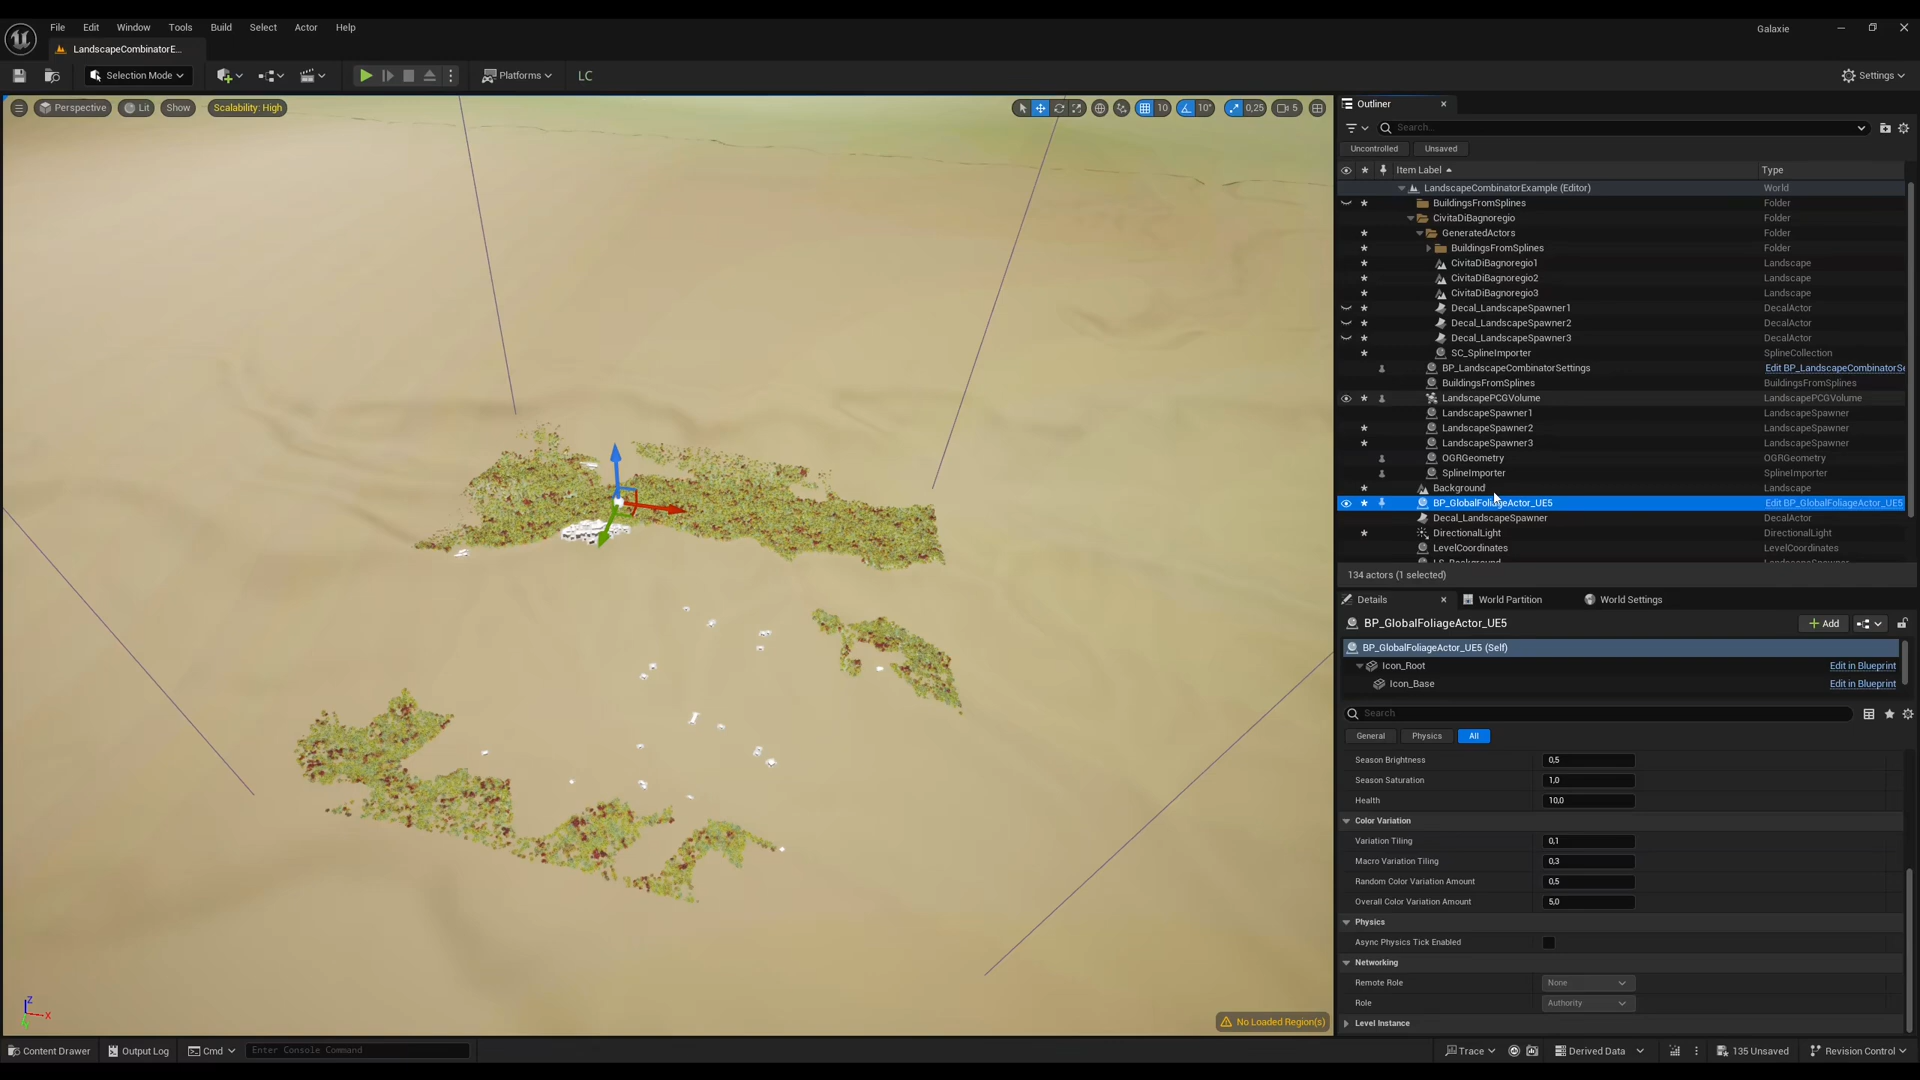 File Edit Window Tools Build Select Actor Help
Galaxie
LandscapeCombinatorE...
Selection Mode
Platforms
LC
Settings
Perspective Lit Show Scalability: High
10 10° 0,25 5
Outliner
Search...
Uncontrolled Unsaved
Item Label Type
LandscapeCombinatorExample (Editor) World
BuildingsFromSplines Folder
CivitaDiBagnoregio Folder
GeneratedActors Folder
BuildingsFromSplines Folder
CivitaDiBagnoregio1 Landscape
CivitaDiBagnoregio2 Landscape
CivitaDiBagnoregio3 Landscape
Decal_LandscapeSpawner1 DecalActor
Decal_LandscapeSpawner2 DecalActor
Decal_LandscapeSpawner3 DecalActor
SC_SplineImporter SplineCollection
BP_LandscapeCombinatorSettings Edit BP_LandscapeCombinatorSe
BuildingsFromSplines BuildingsFromSplines
LandscapePCGVolume LandscapePCGVolume
LandscapeSpawner1 LandscapeSpawner
LandscapeSpawner2 LandscapeSpawner
LandscapeSpawner3 LandscapeSpawner
OGRGeometry OGRGeometry
SplineImporter SplineImporter
Background Landscape
BP_GlobalFoliageActor_UE5 Edit BP_GlobalFoliageActor_UE5
Decal_LandscapeSpawner DecalActor
DirectionalLight DirectionalLight
LevelCoordinates LevelCoordinates
134 actors (1 selected)
Details World Partition World Settings
BP_GlobalFoliageActor_UE5 Add
BP_GlobalFoliageActor_UE5 (Self)
Icon_Root Edit in Blueprint
Icon_Base Edit in Blueprint
Search
General Physics All
Season Brightness 0,5
Season Saturation 1,0
Health 10,0
Color Variation
Variation Tiling 0,1
Macro Variation Tiling 0,3
Random Color Variation Amount 0,5
Overall Color Variation Amount 5,0
Physics
Async Physics Tick Enabled
Networking
Remote Role None
Role Authority
Level Instance
Z
X
No Loaded Region(s)
Content Drawer Output Log Cmd Enter Console Command
Trace Derived Data 135 Unsaved Revision Control